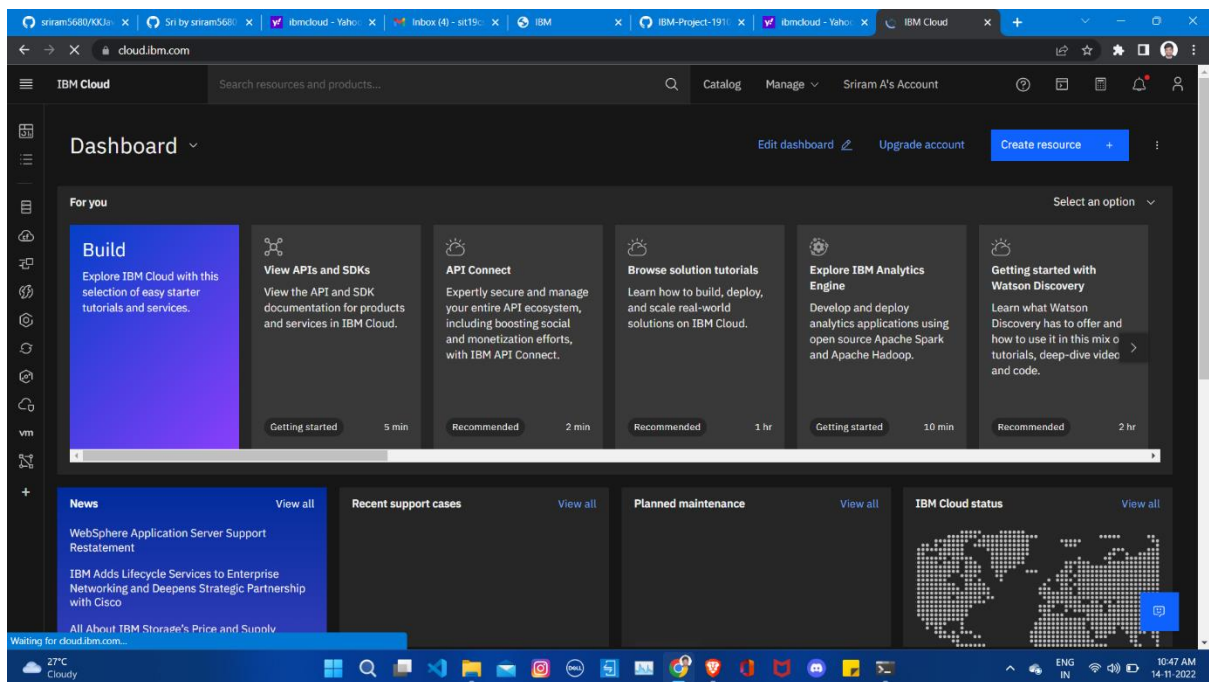 sriram5680/KKJav
Sri by sriram5680
ibmcloud - Yahoo
Inbox (4) - sit19c
IBM
IBM-Project-1910
ibmcloud - Yahoo
IBM Cloud
cloud.ibm.com
IBM Cloud
Search resources and products...
Catalog
Manage
Sriram A's Account
Dashboard
Edit dashboard
Upgrade account
Create resource +
For you
Select an option
Build
Explore IBM Cloud with this
selection of easy starter
tutorials and services.
View APIs and SDKs
View the API and SDK
documentation for products
and services in IBM Cloud.
Getting started 5 min
API Connect
Expertly secure and manage
your entire API ecosystem,
including boosting social
and monetization efforts,
with IBM API Connect.
Recommended 2 min
Browse solution tutorials
Learn how to build, deploy,
and scale real-world
solutions on IBM Cloud.
Recommended 1 hr
Explore IBM Analytics
Engine
Develop and deploy
analytics applications using
open source Apache Spark
and Apache Hadoop.
Getting started 10 min
Getting started with
Watson Discovery
Learn what Watson
Discovery has to offer and
how to use it in this mix o
tutorials, deep-dive video
and code.
Recommended 2 hr
vm
News View all
WebSphere Application Server Support
Restatement
IBM Adds Lifecycle Services to Enterprise
Networking and Deepens Strategic Partnership
with Cisco
All About IBM Storage's Price and Supply
Recent support cases View all
Planned maintenance View all
IBM Cloud status View all
Waiting for cloud.ibm.com...
27°C
Cloudy
DELL
ENG
IN
10:47 AM
14-11-2022